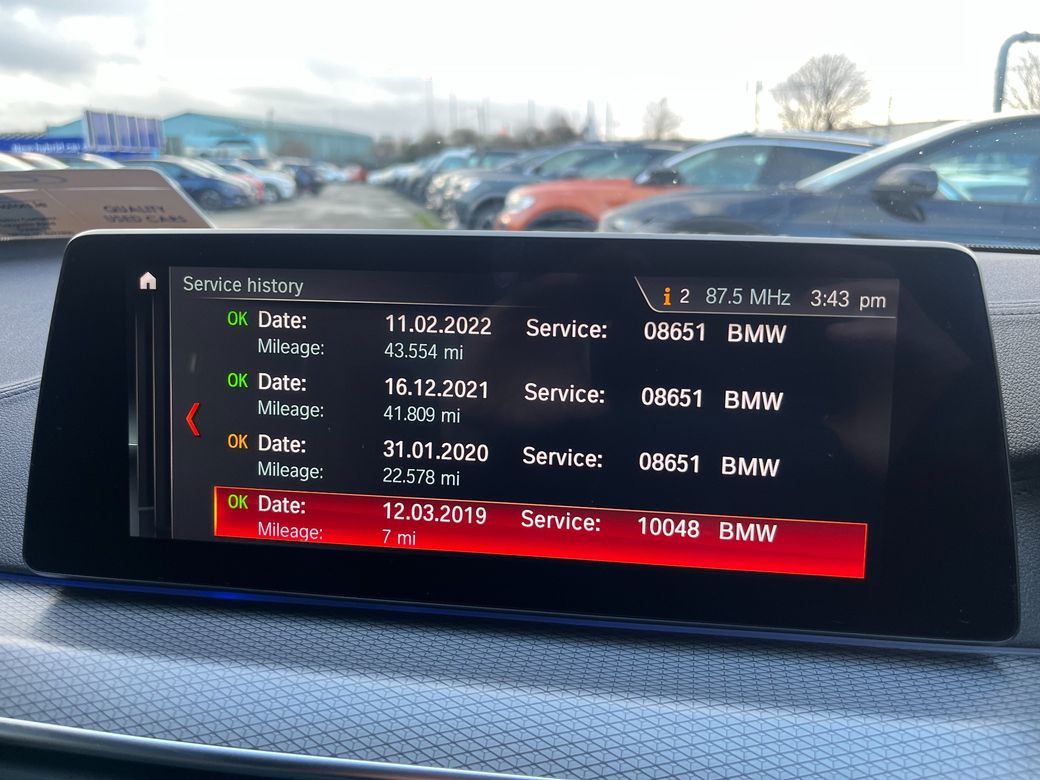 New hybrid
QUALITY
USED CARS
Service history
i 2 87.5 MHz 3:43 pm
OK Date: 11.02.2022 Service: 08651 BMW
Mileage: 43.554 mi
OK Date: 16.12.2021 Service: 08651 BMW
Mileage: 41.809 mi
OK Date: 31.01.2020 Service: 08651 BMW
Mileage: 22.578 mi
OK Date: 12.03.2019 Service: 10048 BMW
Mileage: 7 mi